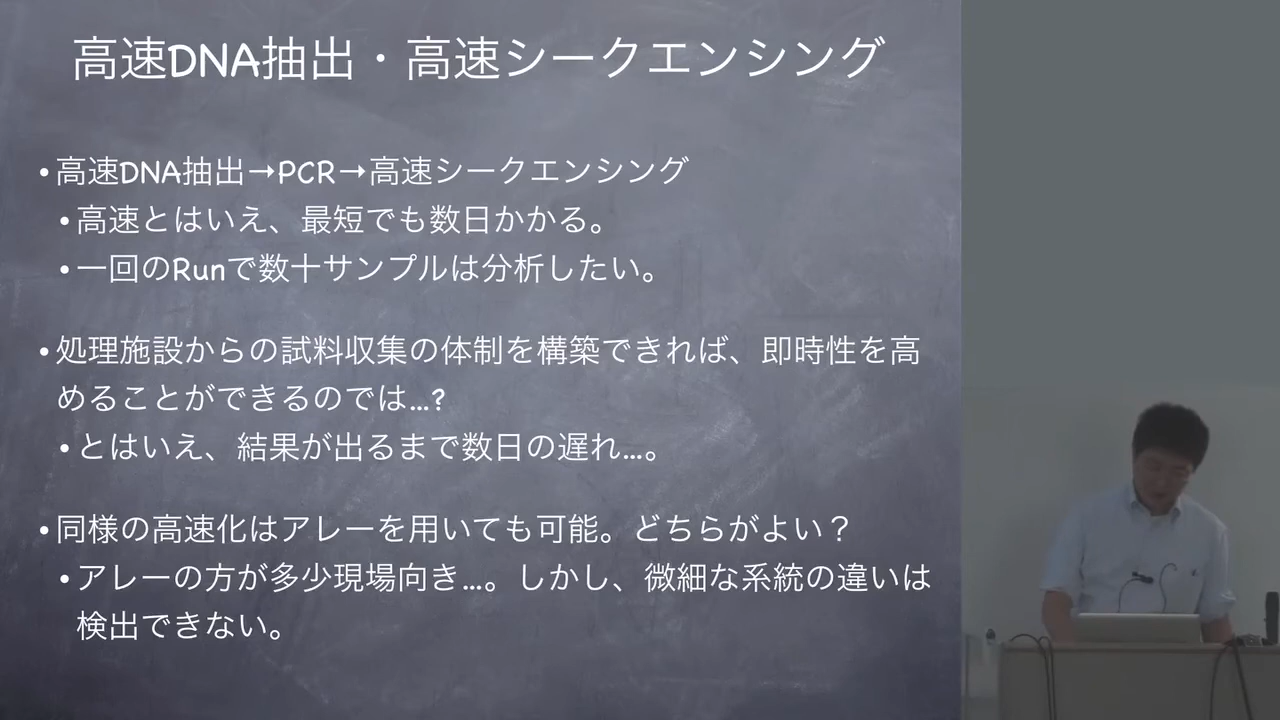 高速DNA抽出・高速シークエンシング
•高速DNA抽出→PCR→高速シークエンシング
•高速とはいえ、最短でも数日かかる。
•一回のRunで数十サンプルは分析したい。
•処理施設からの試料収集の体制を構築できれば、即時性を高
めることができるのでは…?
•とはいえ、結果が出るまで数日の遅れ…。
•同様の高速化はアレーを用いても可能。どちらがよい？
•アレーの方が多少現場向き…。しかし、微細な系統の違いは
検出できない。